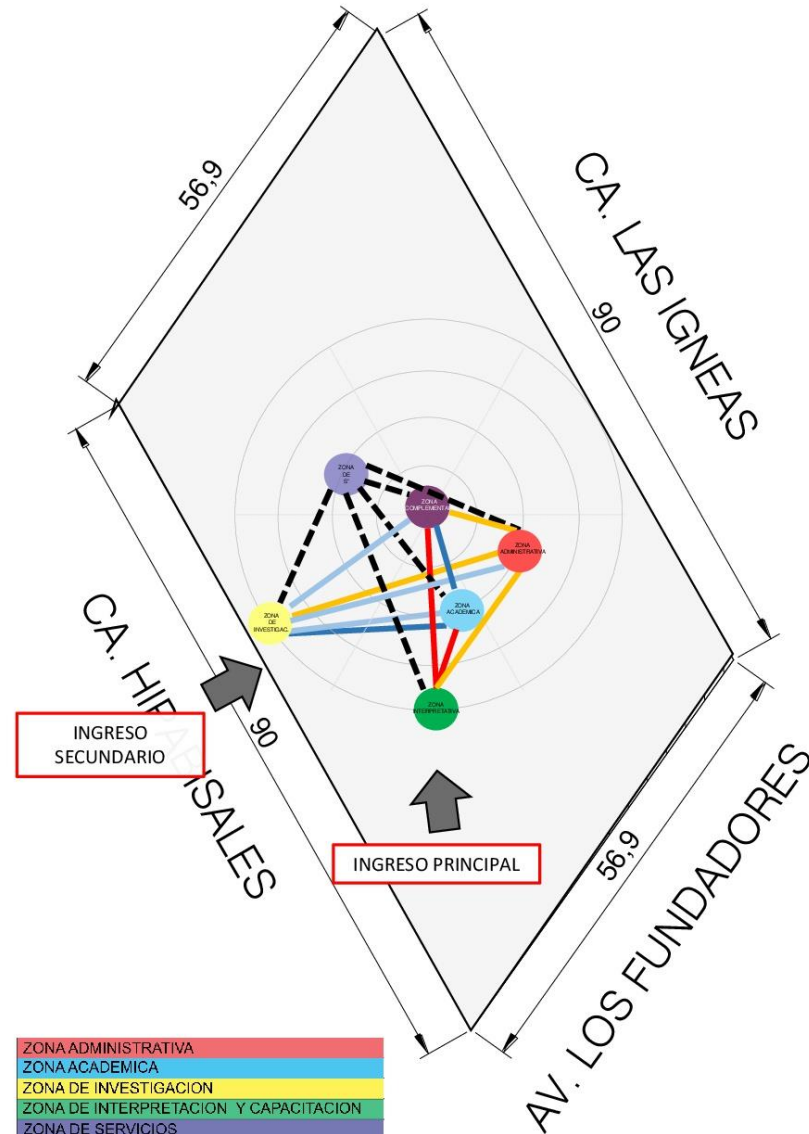 56,9
CA. LAS IGNEAS
90
ZONA
DE
S'
ZONA
COMPLEMENTA
ZONA
ADMINISTRATIVA
ZONA
ACADEMICA
ZONA
DE
INVESTIGAC.
ZONA
INTERPRETATIVA
CA.
90
INGRESO
SECUNDARIO
INGRESO PRINCIPAL
56,9
AV. LOS FUNDADORES
ZONA ADMINISTRATIVA
ZONA ACADEMICA
ZONA DE INVESTIGACION
ZONA DE INTERPRETACION Y CAPACITACION
ZONA DE SERVICIOS